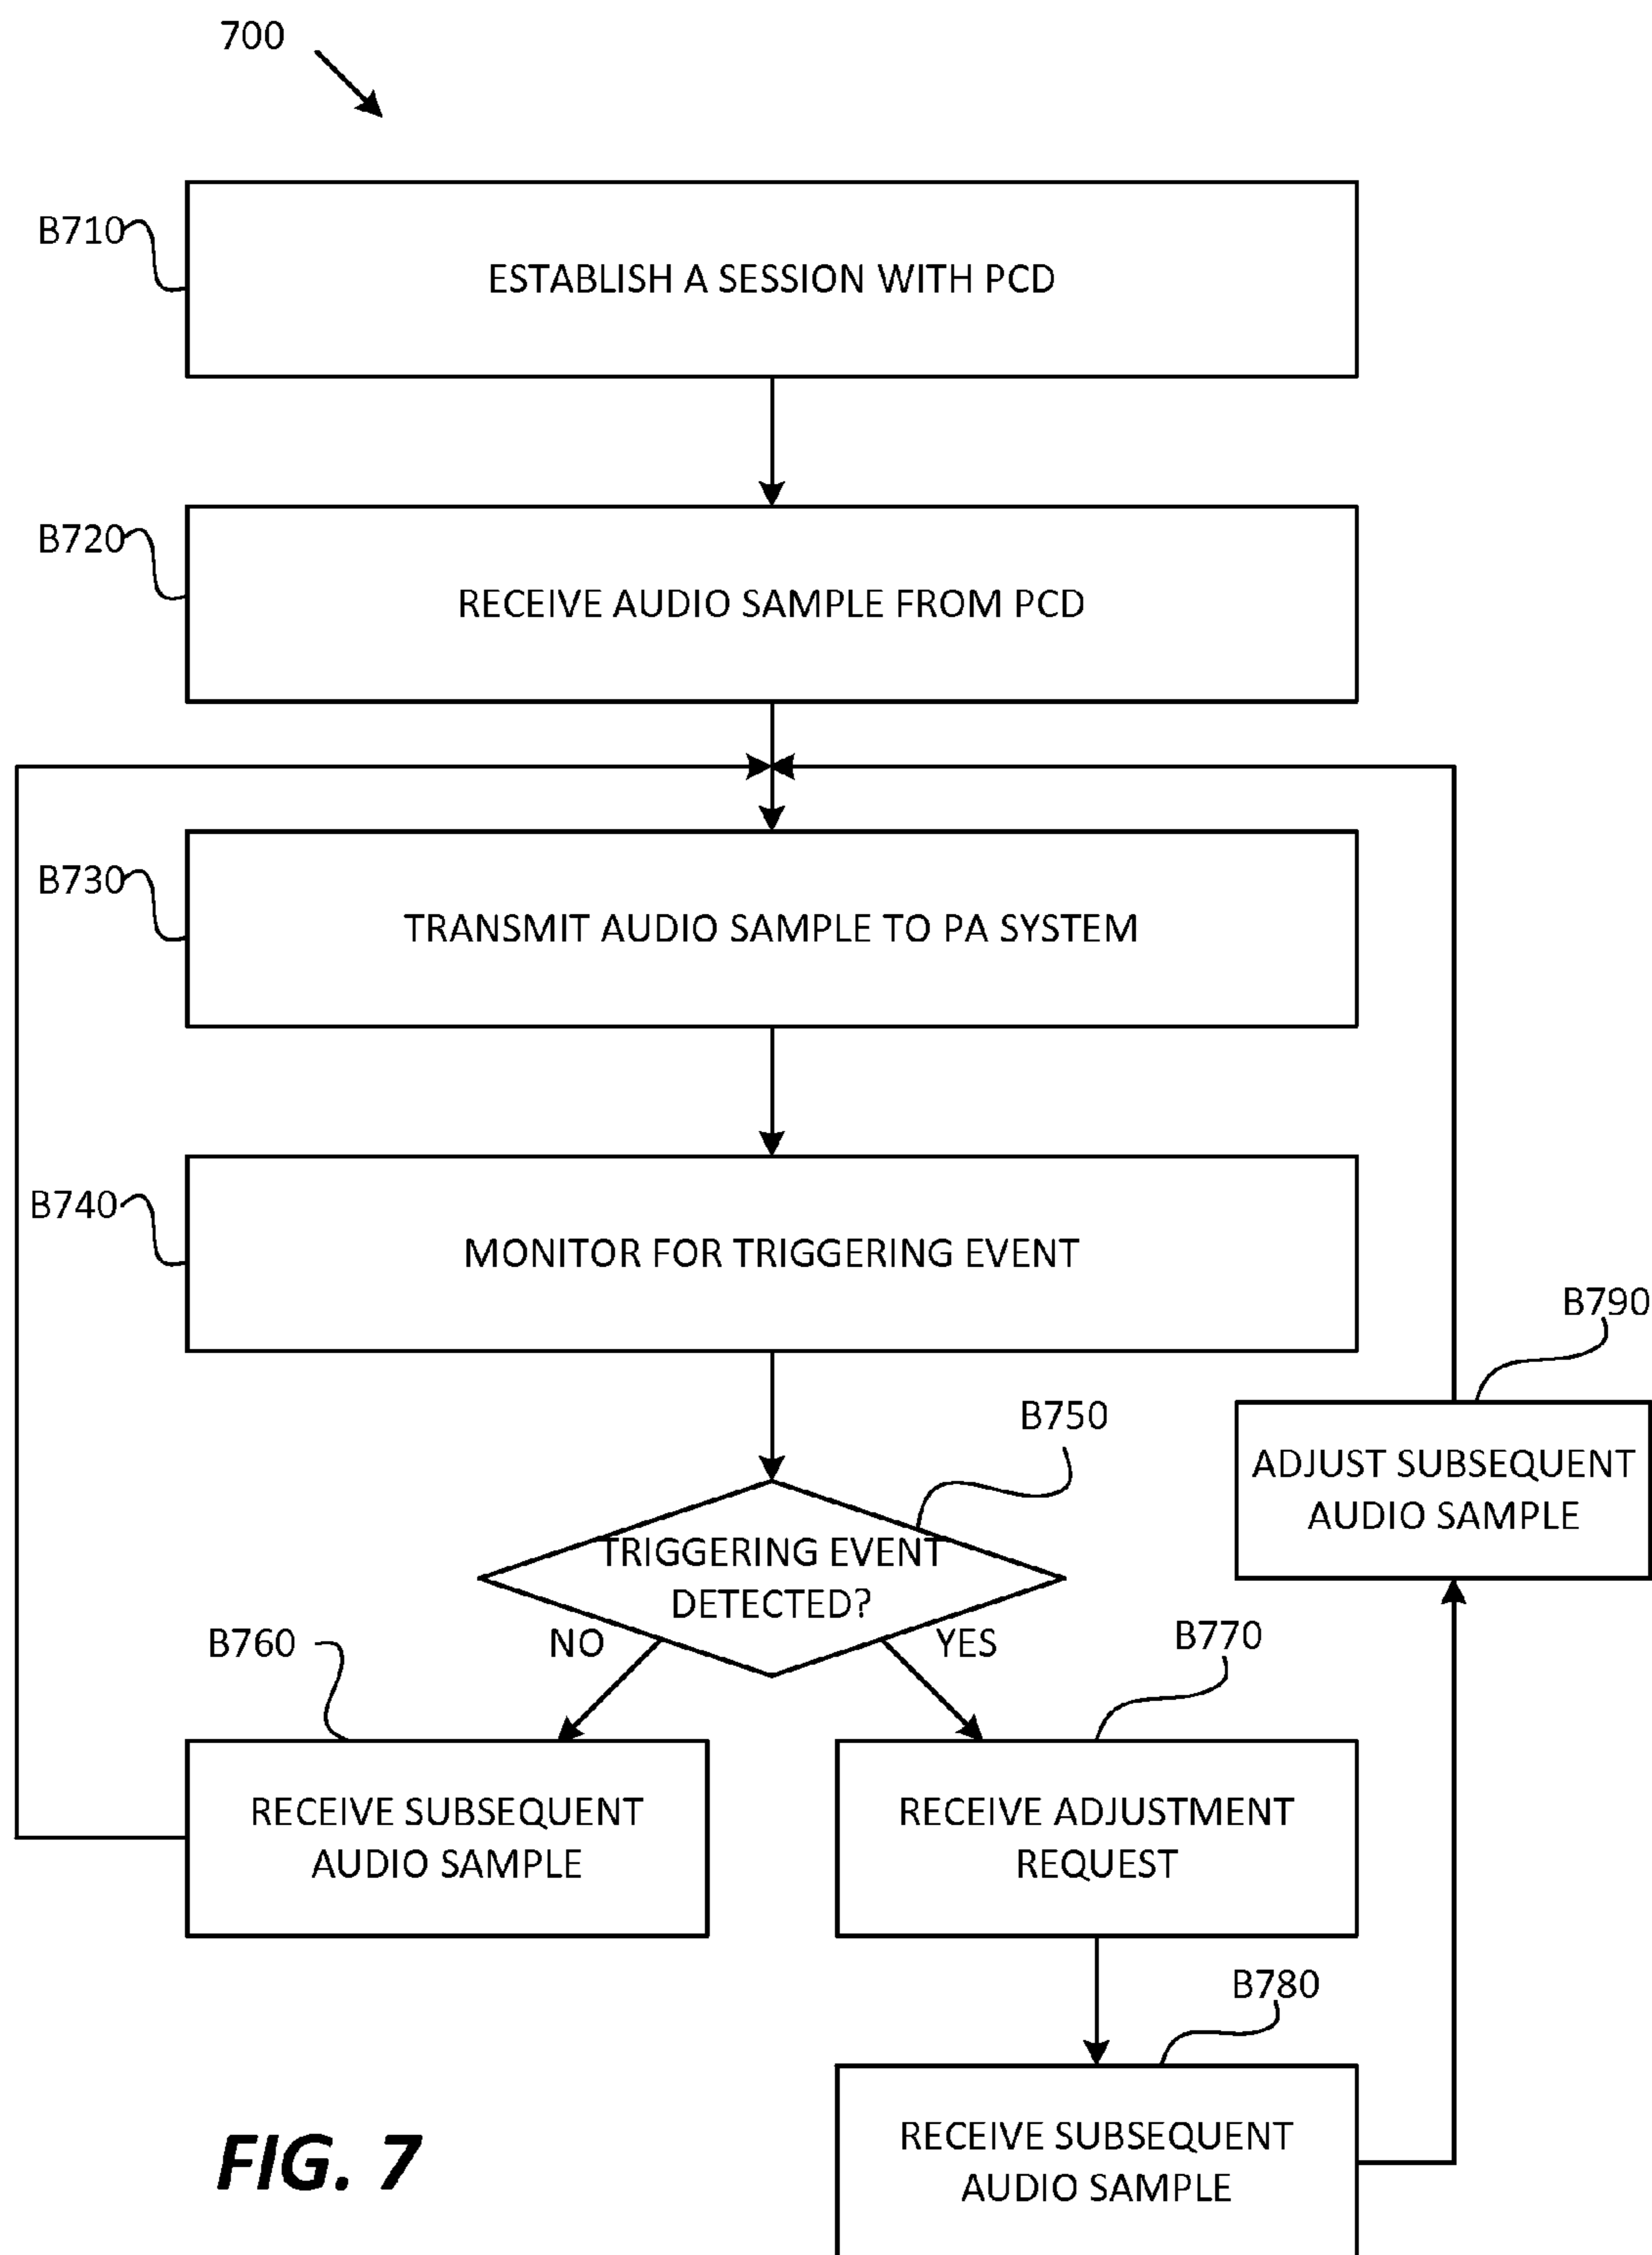 700
B710
ESTABLISH A SESSION WITH PCD
B720
RECEIVE AUDIO SAMPLE FROM PCD
B730
TRANSMIT AUDIO SAMPLE TO PA SYSTEM
B740
MONITOR FOR TRIGGERING EVENT
B790
ADJUST SUBSEQUENT
AUDIO SAMPLE
B750
TRIGGERING EVENT
DETECTED?
NO
YES
B760
RECEIVE SUBSEQUENT
AUDIO SAMPLE
B770
RECEIVE ADJUSTMENT
REQUEST
B780
RECEIVE SUBSEQUENT
AUDIO SAMPLE
FIG. 7